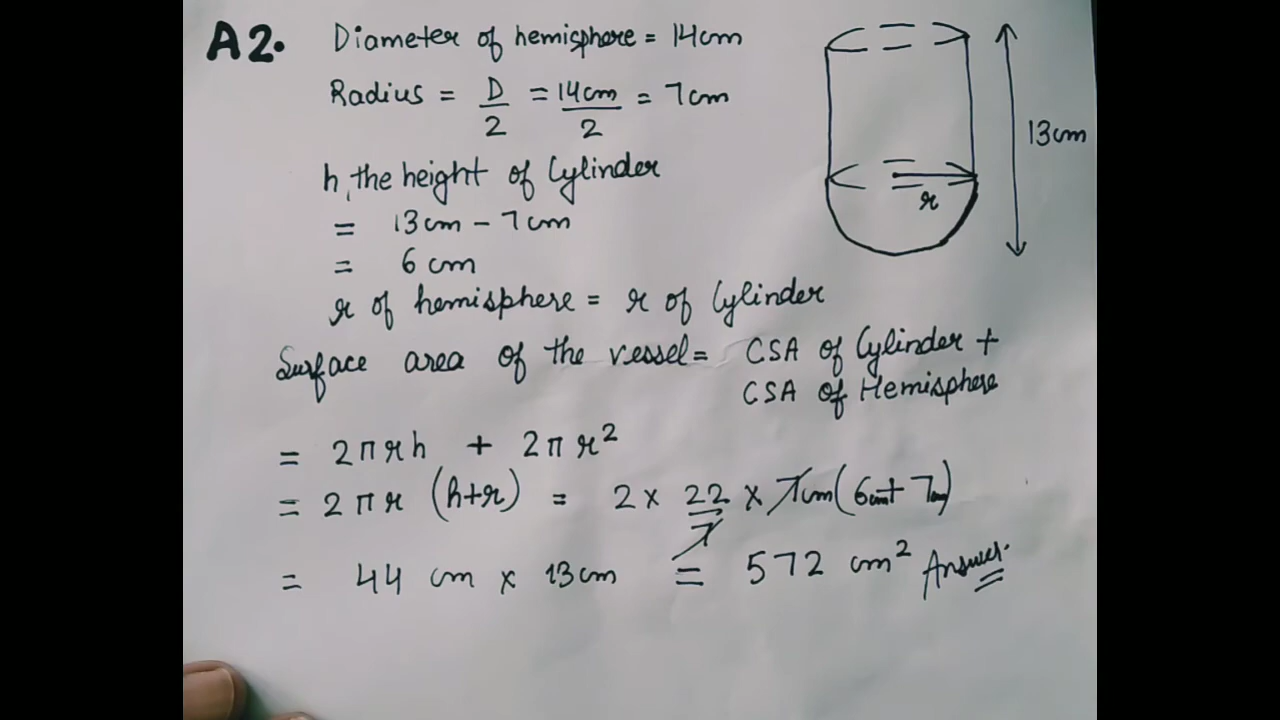 A2. Diameter of hemisphere = 14cm
Radius = D/2 = 14cm/2 = 7cm
h, the height of Cylinder
= 13cm - 7cm
= 6 cm
r of hemisphere = r of Cylinder
Surface area of the vessel = CSA of Cylinder +
CSA of Hemisphere
= 2πrh + 2πr²
= 2πr (h+r) = 2 x 22/7 x 7cm (6cm + 7cm)
= 44 cm x 13cm = 572 cm² Answer.
13cm
r